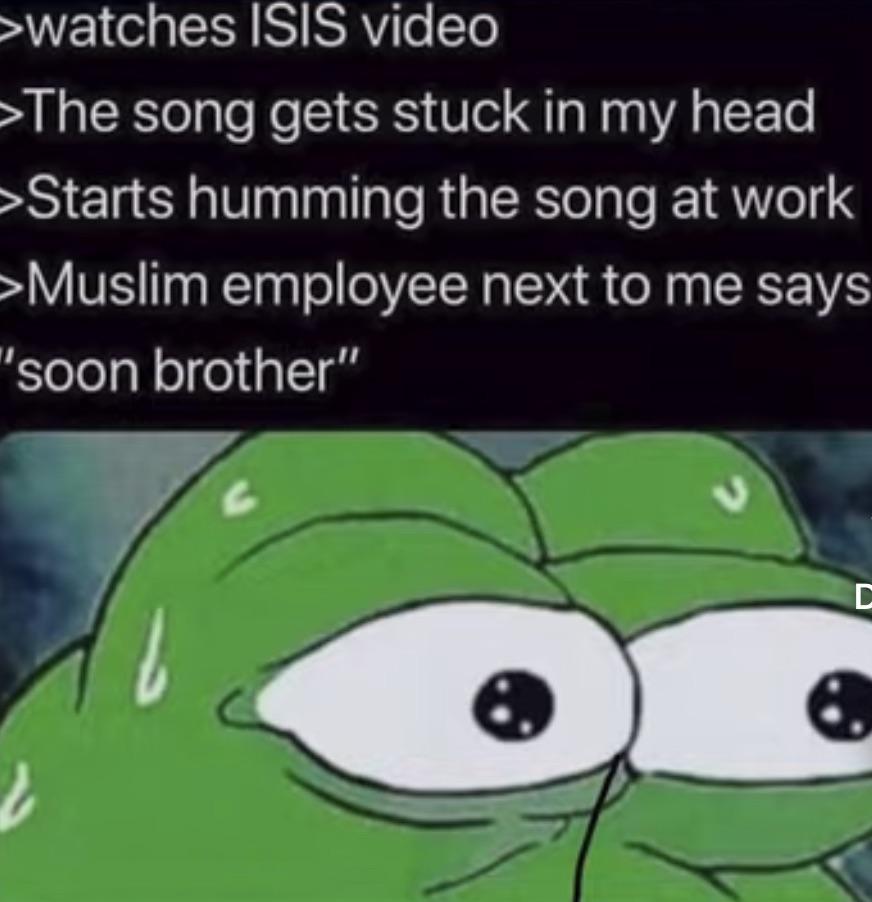 >watches ISIS video
>The song gets stuck in my head
>Starts humming the song at work
>Muslim employee next to me says
"soon brother"
D